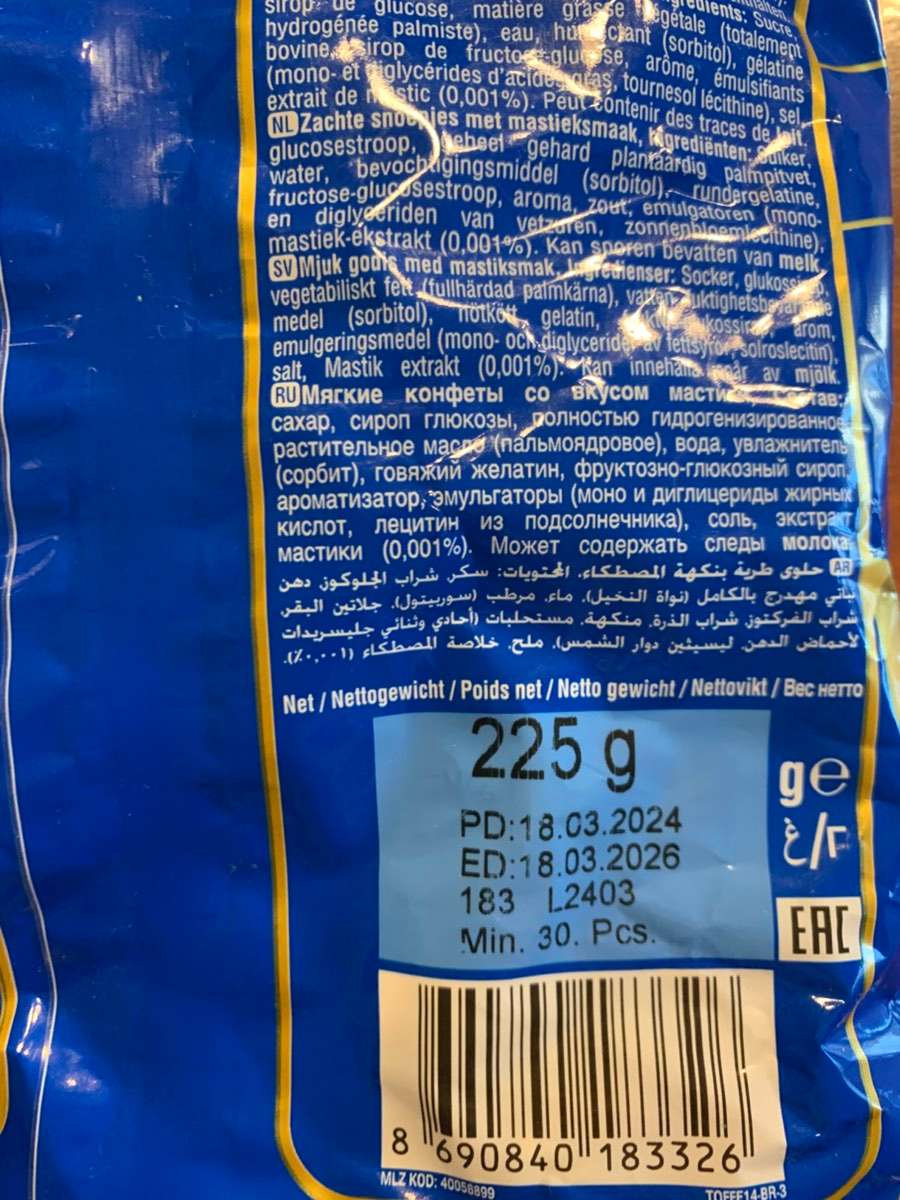 sirop de glucose, matière grasse végétale (totalement
hydrogénée palmiste), eau, (sorbitol), gélatine
bovine, sirop de fructose-glucose, arôme, émulsifiants
(mono- et diglycérides d'acides gras, tournesol lécithine), sel,
extrait de mastic (0,001%). Peut contenir des traces de lait
NL Zachte met mastieksmaak, Ingrediënten: Suiker,
glucosestroop, geheel gehard plantaardig palmpitvet,
water, bevochtigingsmiddel (sorbitol), rundergelatine,
fructose-glucosestroop, aroma, zout, emulgatoren (mono-
en diglyceriden van vetzuren, zonnenbloemlecithine),
mastiek-ekstrakt (0,001%). Kan sporen bevatten van melk.
SV Mjuk godis med mastiksmak, Ingredienser: Socker,
vegetabiliskt fett (fullhärdad palmkärna), vatten,
medel (sorbitol), nötkött gelatin, arom,
emulgeringsmedel (mono- och diglycerider av fettsyror, solroslecitin),
salt, Mastik extrakt (0,001%). Kan innehålla spår av mjölk.
RU Мягкие конфеты со вкусом мастики, Состав:
сахар, сироп глюкозы, полностью гидрогенизированное
растительное масло (пальмоядровое), вода, увлажнитель
(сорбит), говяжий желатин, фруктозно-глюкозный сироп,
ароматизатор, эмульгаторы (моно и диглицериды жирных
кислот, лецитин из подсолнечника), соль, экстракт
мастики (0,001%). Может содержать следы молока.
AR حلوى طرية بنكهة المصطكاء، المحتويات: سكر، شراب الجلوكوز، دهن
نباتي مهدرج بالكامل (نواة النخيل)، ماء، مرطب (سوربيتول)، جلاتين البقر،
شراب الفركتوز، شراب الذرة، منكهة، مستحلبات (أحادي وثنائي جليسريدات
لأحماض الدهن، ليسيثين دوار الشمس)، ملح، خلاصة المصطكاء (٠,٠٠١٪).
Net / Nettogewicht / Poids net / Netto gewicht / Nettovikt / Вес нетто
225 g
ge
غ/г
PD:18.03.2024
ED:18.03.2026
183 L2403
Min. 30. Pcs.
EAC
8 690840 183326
MLZ KOD: 40058899
TOFFE14-BR-3